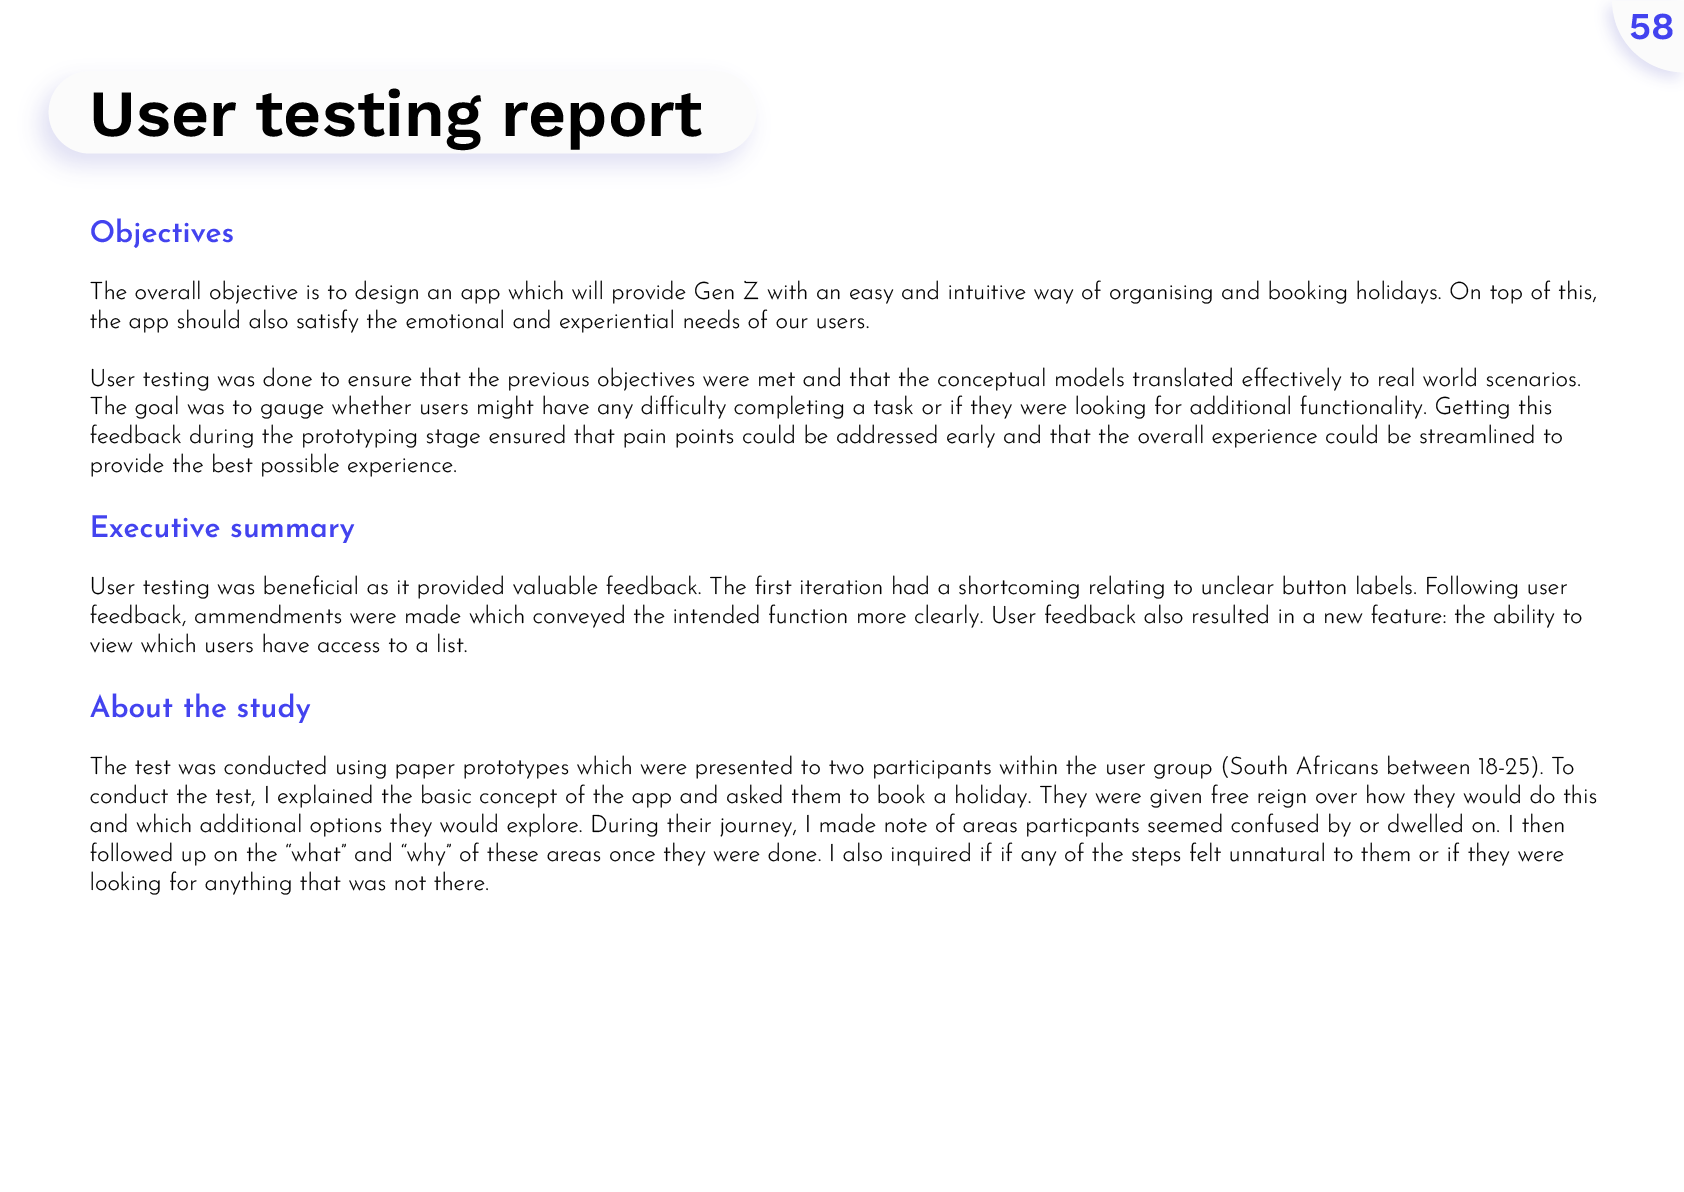 58
User testing report
Objectives
The overall objective is to design an app which will provide Gen Z with an easy and intuitive way of organising and booking holidays. On top of this,
the app should also satisfy the emotional and experiential needs of our users.
User testing was done to ensure that the previous objectives were met and that the conceptual models translated effectively to real world scenarios.
The goal was to gauge whether users might have any difficulty completing a task or if they were looking for additional functionality. Getting this
feedback during the prototyping stage ensured that pain points could be addressed early and that the overall experience could be streamlined to
provide the best possible experience.
Executive summary
User testing was beneficial as it provided valuable feedback. The first iteration had a shortcoming relating to unclear button labels. Following user
feedback, ammendments were made which conveyed the intended function more clearly. User feedback also resulted in a new feature: the ability to
view which users have access to a list.
About the study
The test was conducted using paper prototypes which were presented to two participants within the user group (South Africans between 18-25). To
conduct the test, I explained the basic concept of the app and asked them to book a holiday. They were given free reign over how they would do this
and which additional options they would explore. During their journey, I made note of areas particpants seemed confused by or dwelled on. I then
followed up on the “what” and “why” of these areas once they were done. I also inquired if if any of the steps felt unnatural to them or if they were
looking for anything that was not there.